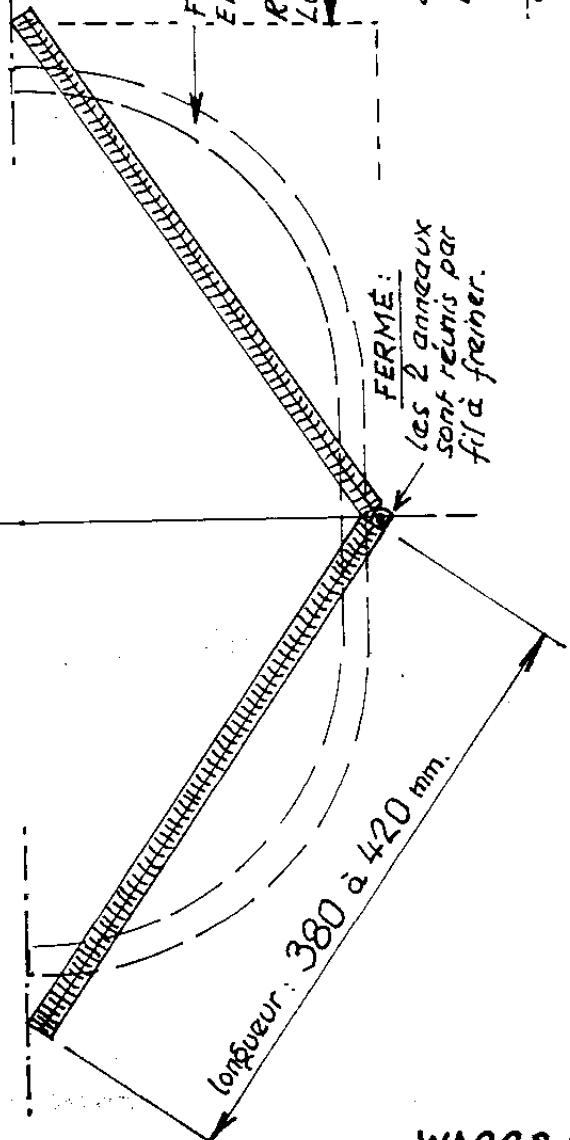 FERMÉ:
les 2 anneaux
sont réunis par
fil à freiner.
longueur: 380 à 420 mm.